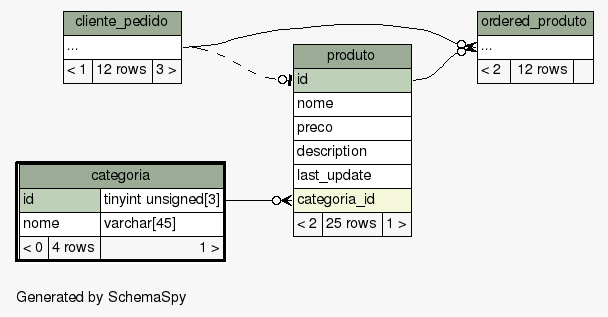 cliente_pedido
...
< 1 12 rows 3 >
ordered_produto
...
< 2 12 rows
produto
id
nome
preco
description
last_update
categoria_id
< 2 25 rows 1 >
categoria
id tinyint unsigned[3]
nome varchar[45]
< 0 4 rows 1 >
Generated by SchemaSpy